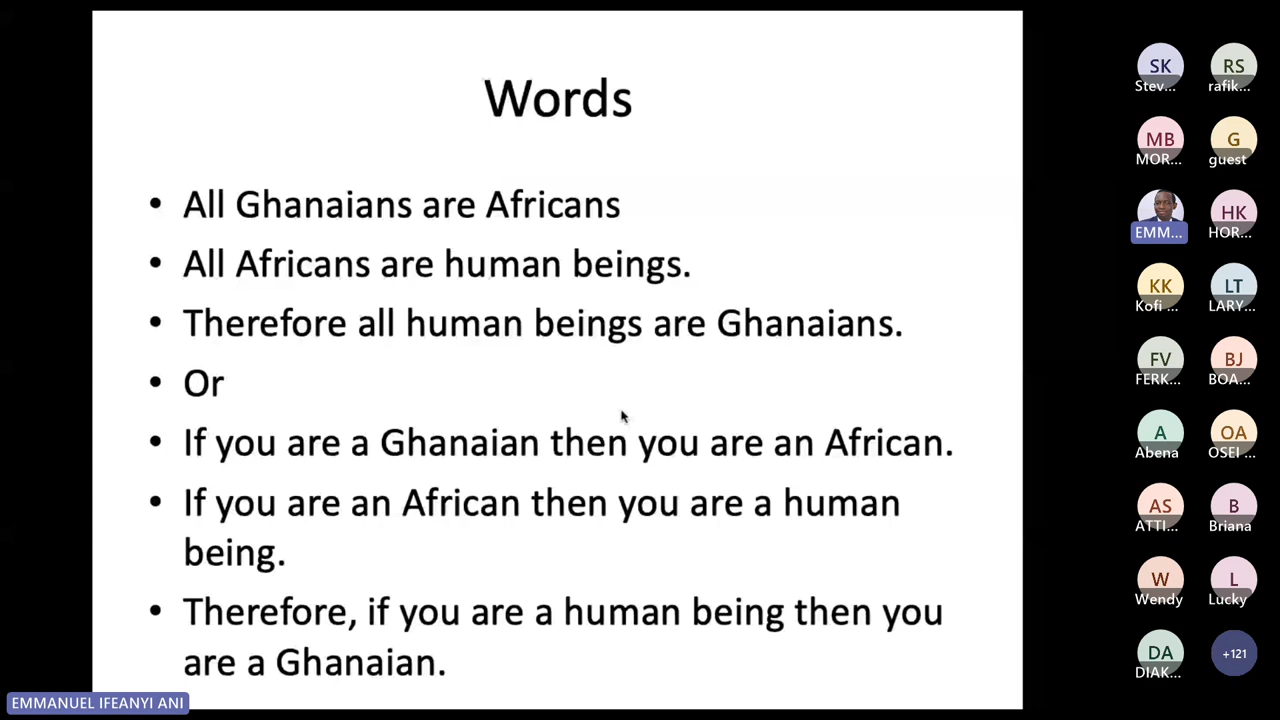 Words
• All Ghanaians are Africans
• All Africans are human beings.
• Therefore all human beings are Ghanaians.
• Or
• If you are a Ghanaian then you are an African.
• If you are an African then you are a human
being.
• Therefore, if you are a human being then you
are a Ghanaian.
EMMANUEL IFEANYI ANI
SK
Stev...
RS
rafik...
MB
MOR...
G
guest
EMM...
HK
HOR...
KK
Kofi ...
LT
LARY...
FV
FERK...
BJ
BOA...
A
Abena
OA
OSEI ...
AS
ATTI...
B
Briana
W
Wendy
L
Lucky
DA
DIAK...
+121